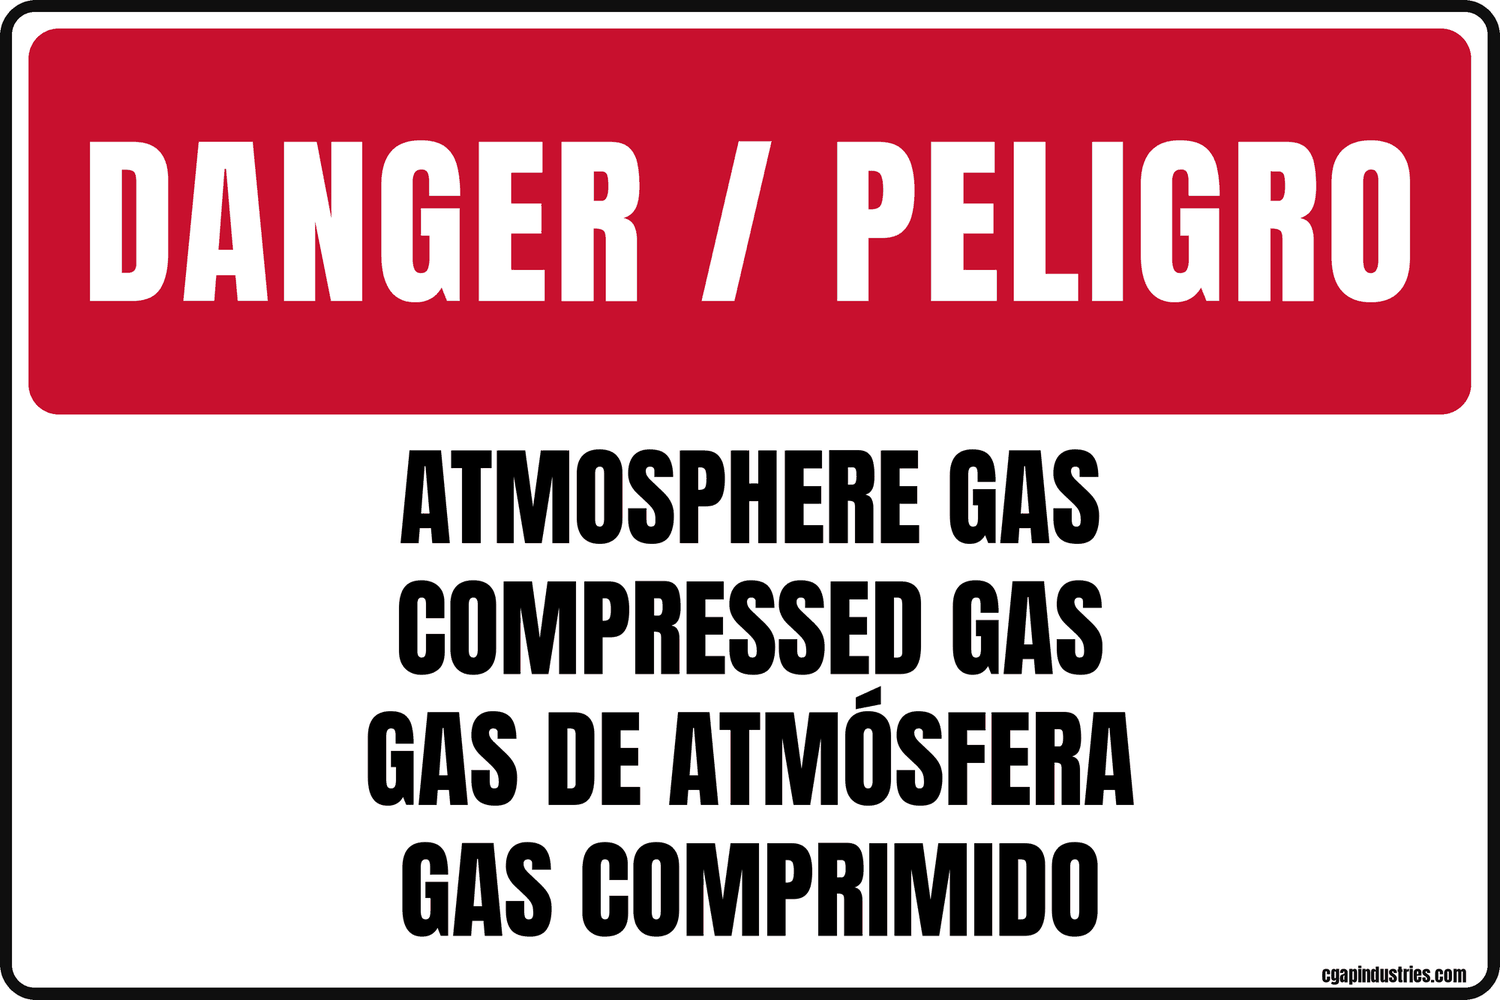 DANGER / PELIGRO
ATMOSPHERE GAS
COMPRESSED GAS
GAS DE ATMÓSFERA
GAS COMPRIMIDO
cgapindustries.com